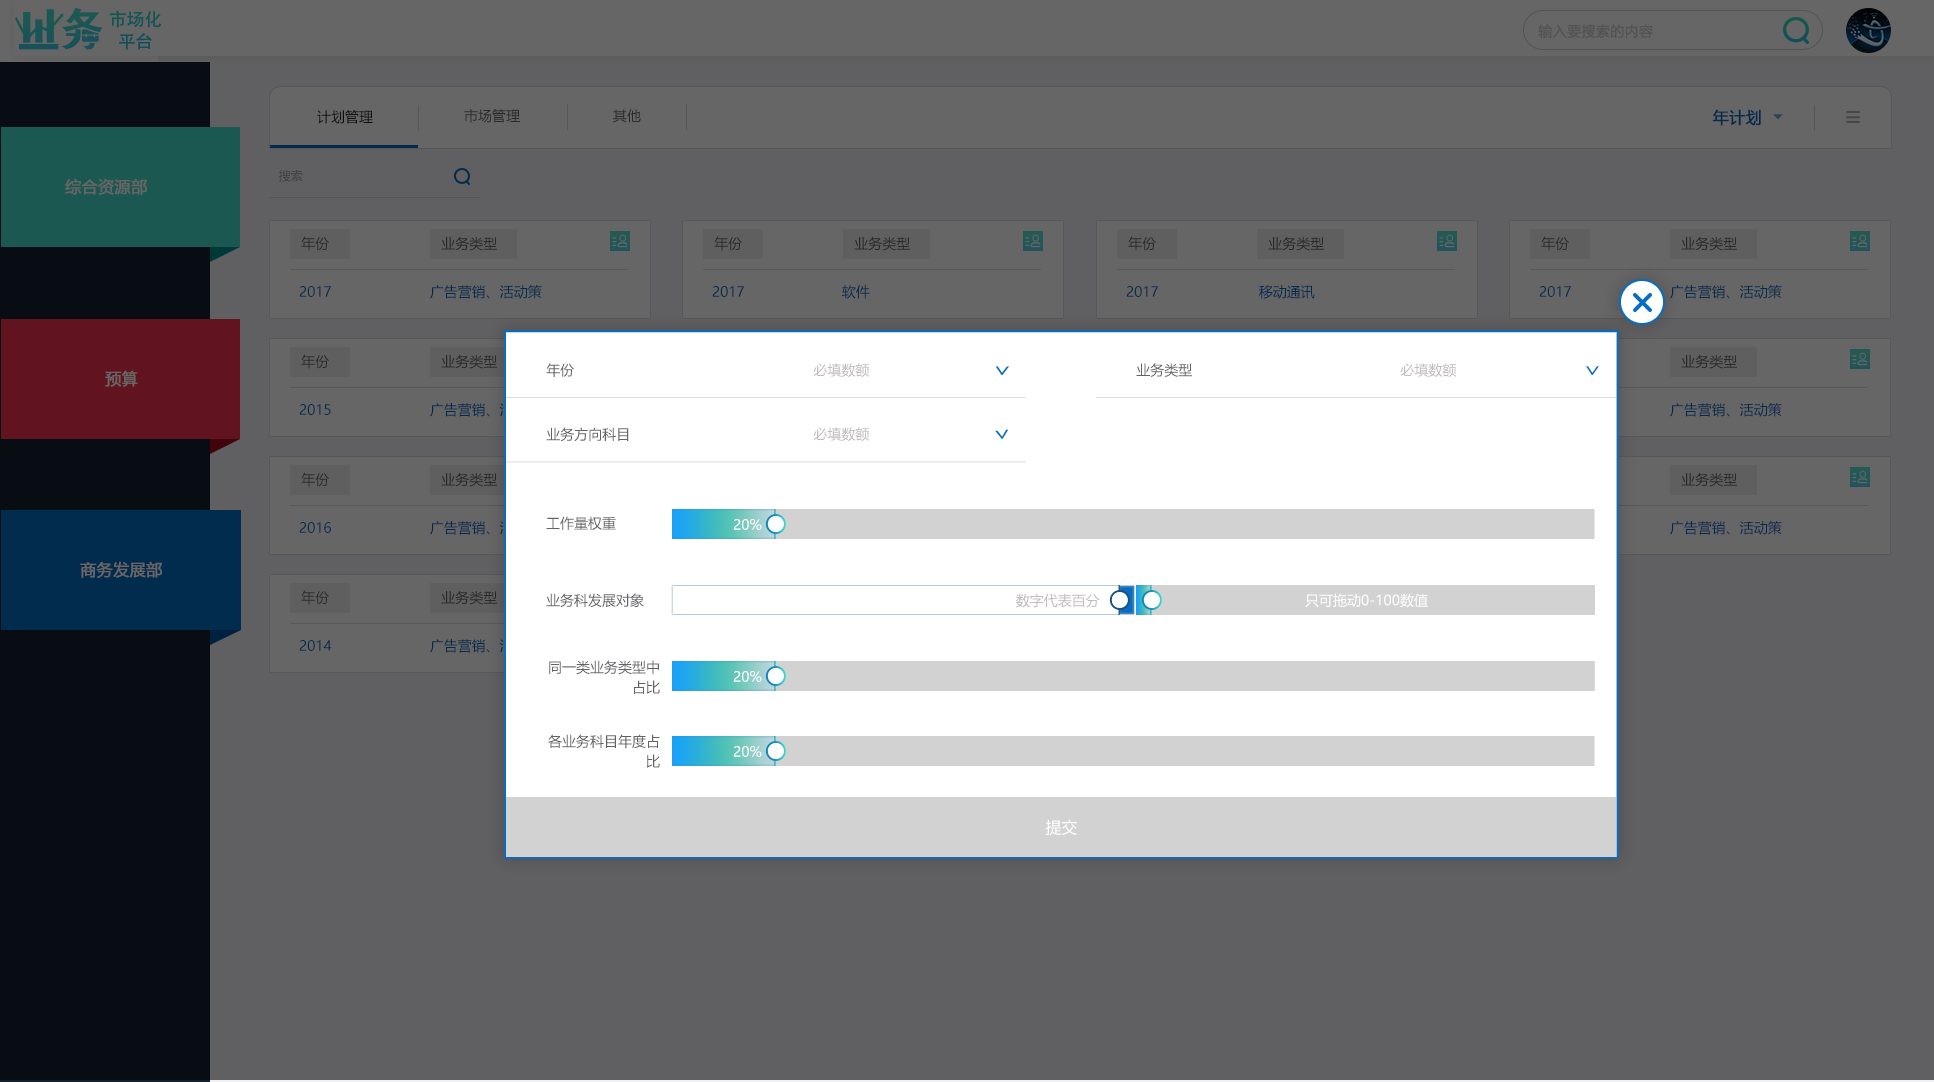 业务 市场化
平台
输入要搜索的内容
计划管理 市场管理 其他 年计划
搜索
综合资源部
预算
商务发展部
年份 业务类型 年份 业务类型 年份 业务类型 年份 业务类型
2017 广告营销、活动策 2017 软件 2017 移动通讯 2017 广告营销、活动策
年份 业务类型 业务类型
2015 广告营销、 广告营销、活动策
年份 业务类型 业务类型
2016 广告营销、 广告营销、活动策
年份 业务类型
2014 广告营销、
年份 必填数额 业务类型 必填数额
业务方向科目 必填数额
工作量权重 20%
业务科发展对象 数字代表百分 只可拖动0-100数值
同一类业务类型中
占比 20%
各业务科目年度占
比 20%
提交